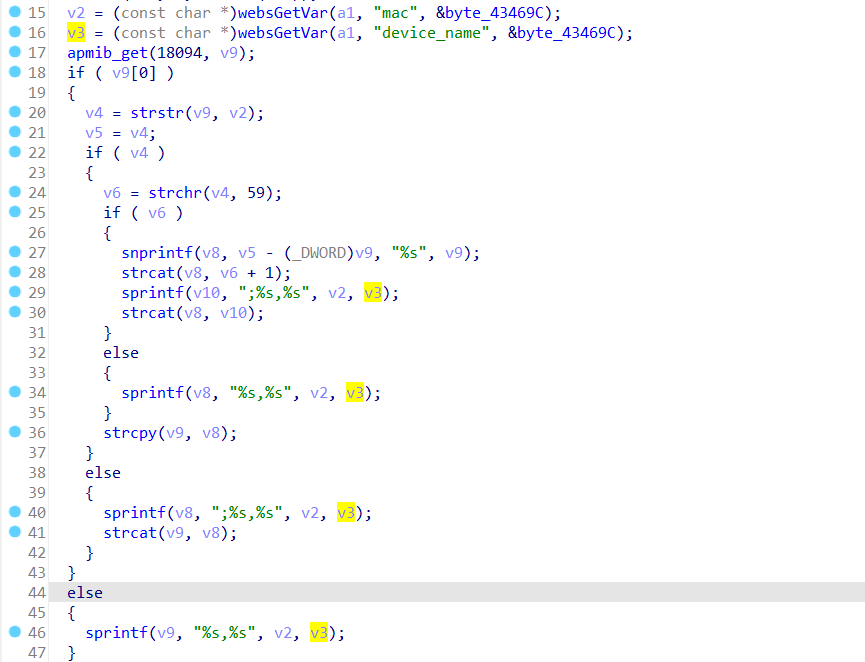 15 v2 = (const char *)websGetVar(a1, "mac", &byte_43469C);
16 v3 = (const char *)websGetVar(a1, "device_name", &byte_43469C);
17 apmib_get(18094, v9);
18 if ( v9[0] )
19 {
20 v4 = strstr(v9, v2);
21 v5 = v4;
22 if ( v4 )
23 {
24 v6 = strchr(v4, 59);
25 if ( v6 )
26 {
27 snprintf(v8, v5 - (_DWORD)v9, "%s", v9);
28 strcat(v8, v6 + 1);
29 sprintf(v10, ";%s,%s", v2, v3);
30 strcat(v8, v10);
31 }
32 else
33 {
34 sprintf(v8, "%s,%s", v2, v3);
35 }
36 strcpy(v9, v8);
37 }
38 else
39 {
40 sprintf(v8, ";%s,%s", v2, v3);
41 strcat(v9, v8);
42 }
43 }
44 else
45 {
46 sprintf(v9, "%s,%s", v2, v3);
47 }